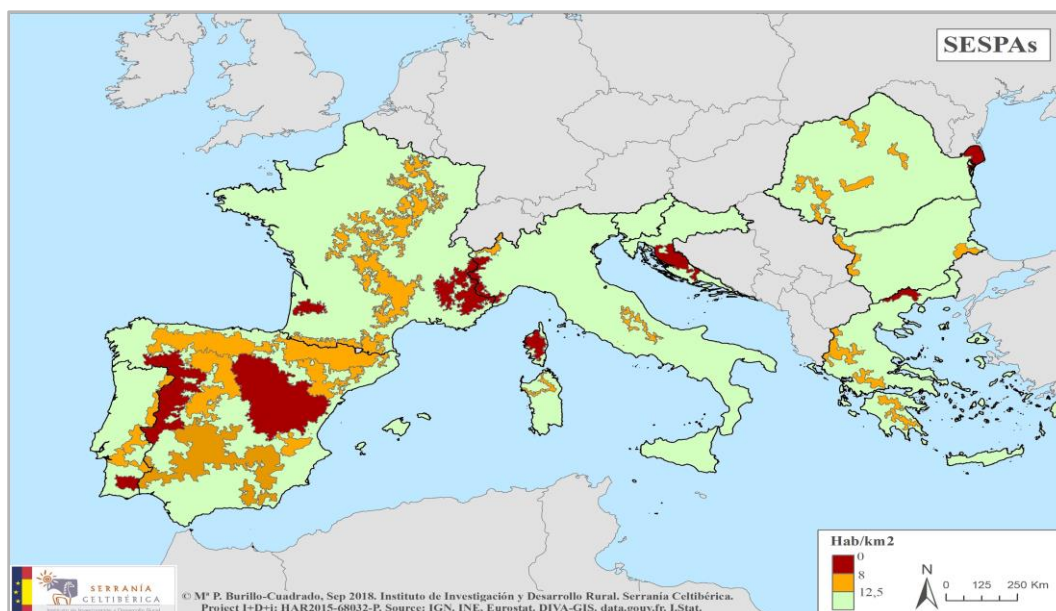 SESPAs
Hab/km2
0
8
12,5
N
0 125 250 Km
SERRANÍA
CELTIBÉRICA
© Mª P. Burillo-Cuadrado, Sep 2018. Instituto de Investigación y Desarrollo Rural. Serranía Celtibérica.
Project I+D+i: HAR2015-68032-P. Source: IGN, INE, Eurostat, DIVA-GIS, data.gouv.fr, I.Stat.